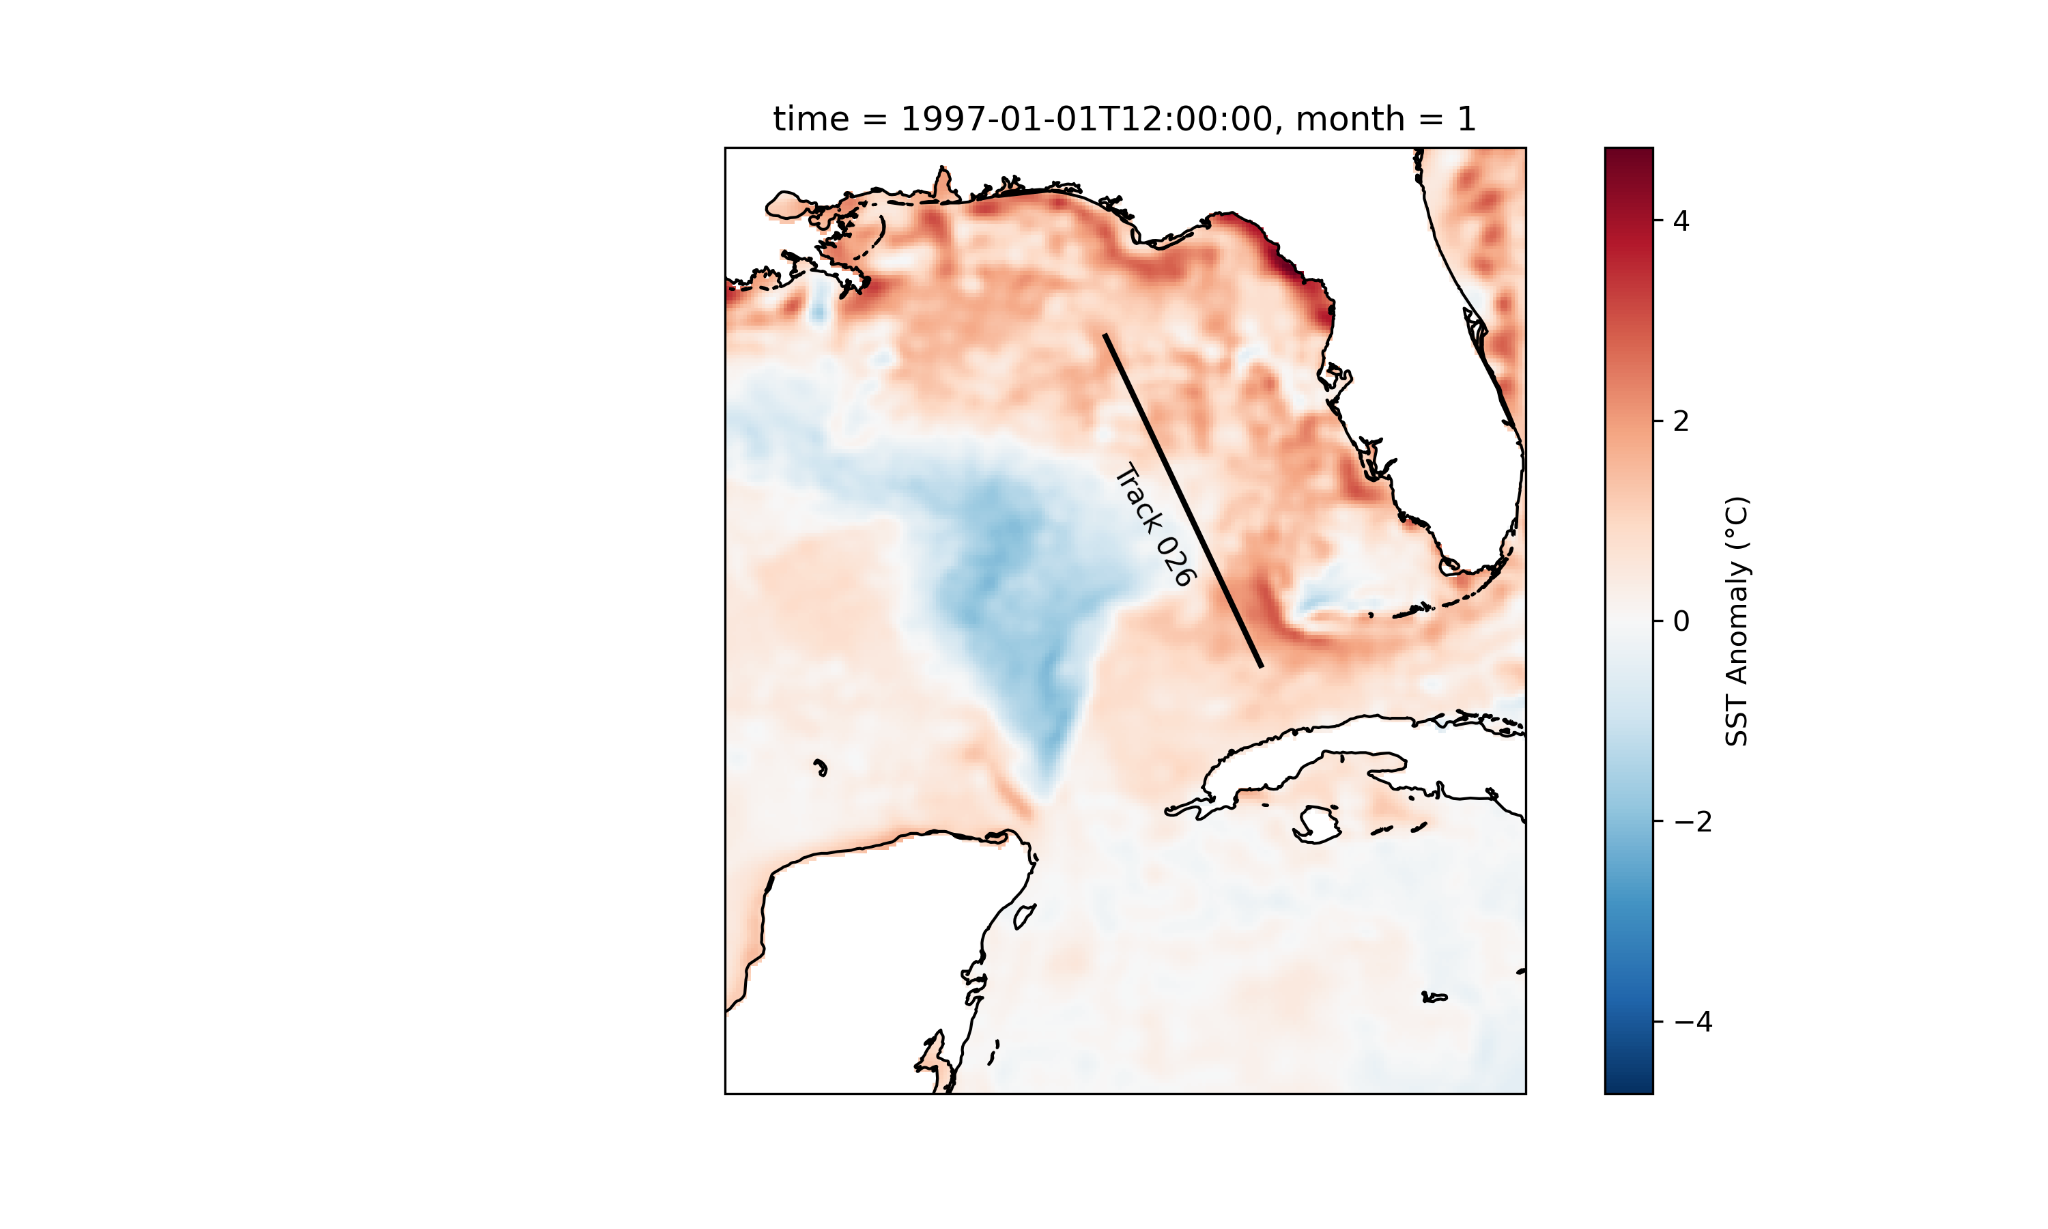 time = 1997-01-01T12:00:00, month = 1
Track 026
4
2
0
−2
−4
SST Anomaly (°C)